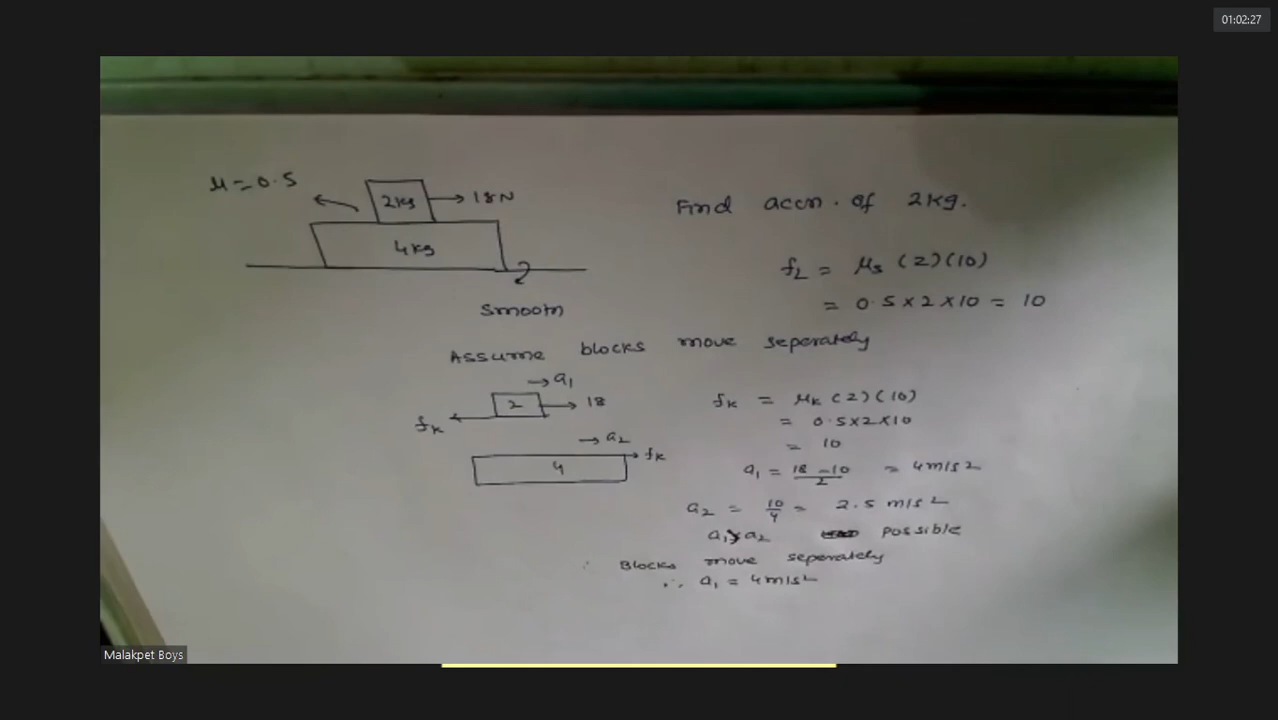 01:02:27
μ = 0.5
2kg → 18N
4kg
Smooth
Find accn. of 2kg.
fL = μs (2)(10)
= 0.5 × 2 × 10 = 10
Assume blocks move seperately
→ a1
2 → 18
fk
→ a2
→ fk
4
fk = μk (2)(10)
= 0.5×2×10
= 10
a1 = 18 - 10 / 2 = 4 m/s2
a2 = 10/4 = 2.5 m/s2
a1 > a2 possible
Blocks move seperately
∴ a1 = 4 m/s2
Malakpet Boys